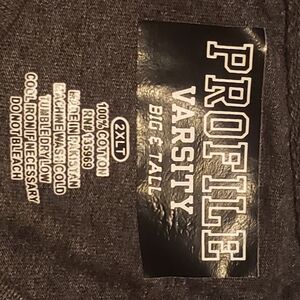 PROFILE
VARSITY
BIG & TALL
2XLT
100% COTTON
MADE IN PAKISTAN
MACHINE WASH COLD
TUMBLE DRY LOW
COOL IRON IF NECESSARY
DO NOT BLEACH